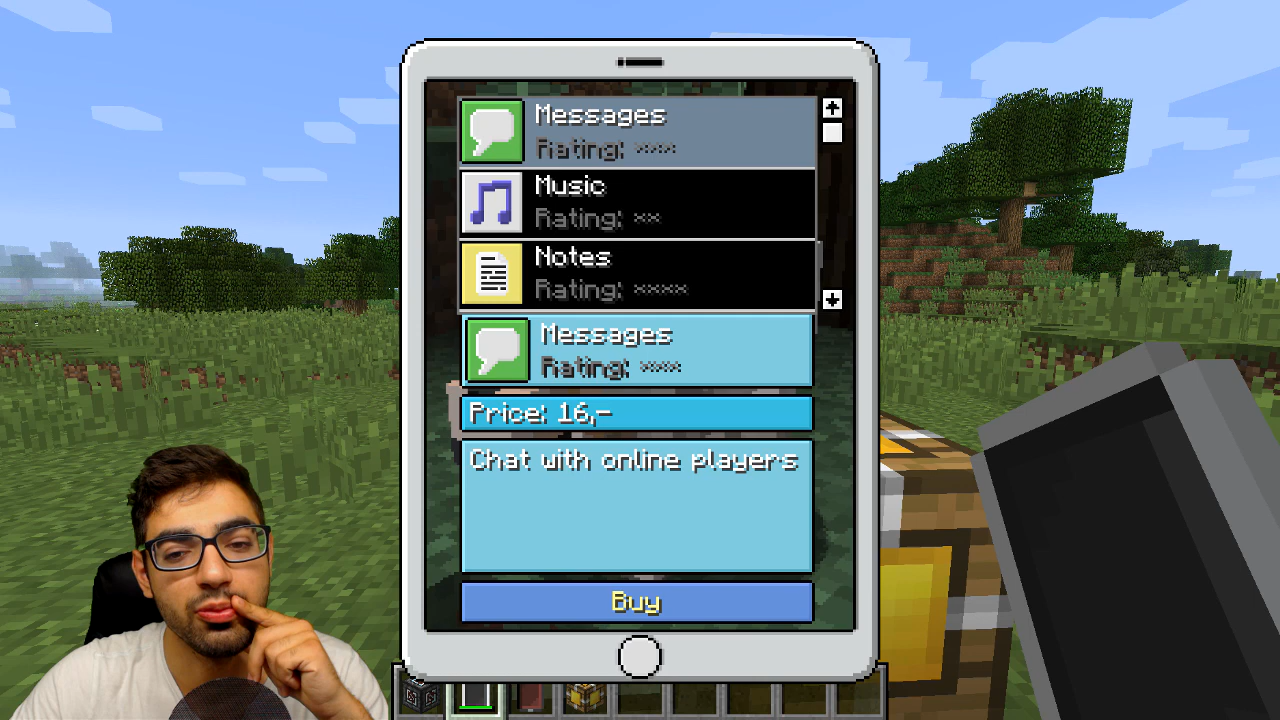 Messages
Rating: ××××
Music
Rating: ××
Notes
Rating: ××××
Messages
Rating: ××××
Price: 16,-
Chat with online players
Buy